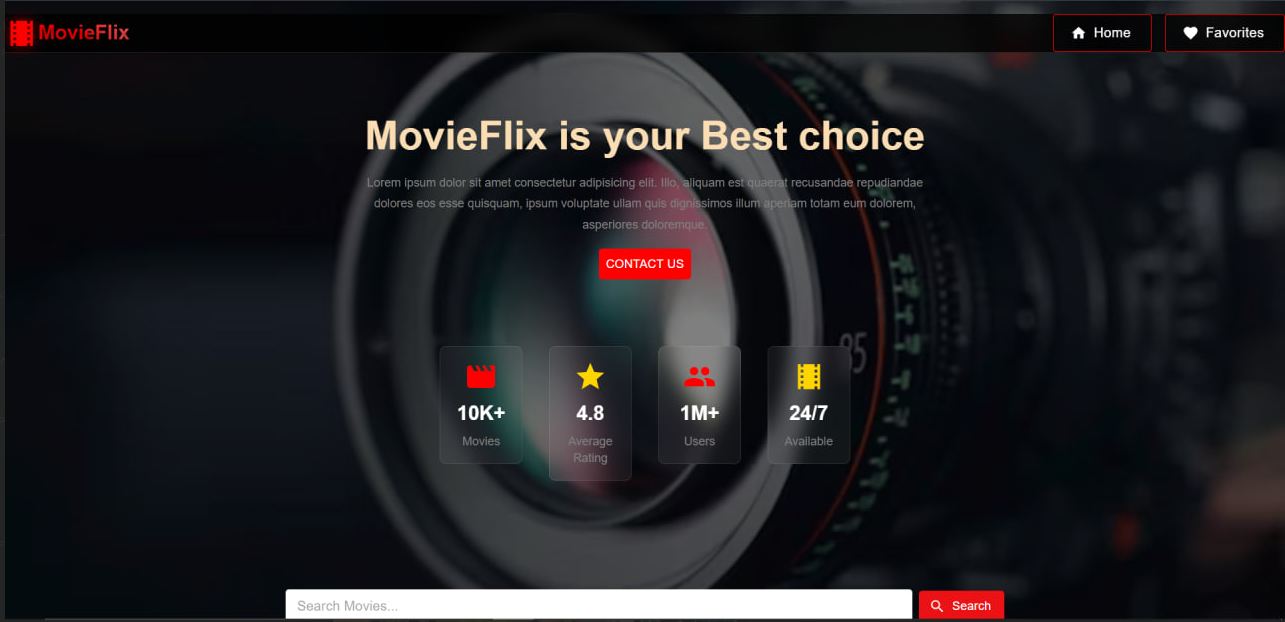 MovieFlix
Home
Favorites
MovieFlix is your Best choice
Lorem ipsum dolor sit amet consectetur adipisicing elit. Illo, aliquam est quaerat recusandae repudiandae
dolores eos esse quisquam, ipsum voluptate ullam quis dignissimos illum aperiam totam eum dolorem,
asperiores doloremque.
CONTACT US
85
10K+
Movies
4.8
Average
Rating
1M+
Users
24/7
Available
Search Movies...
Search